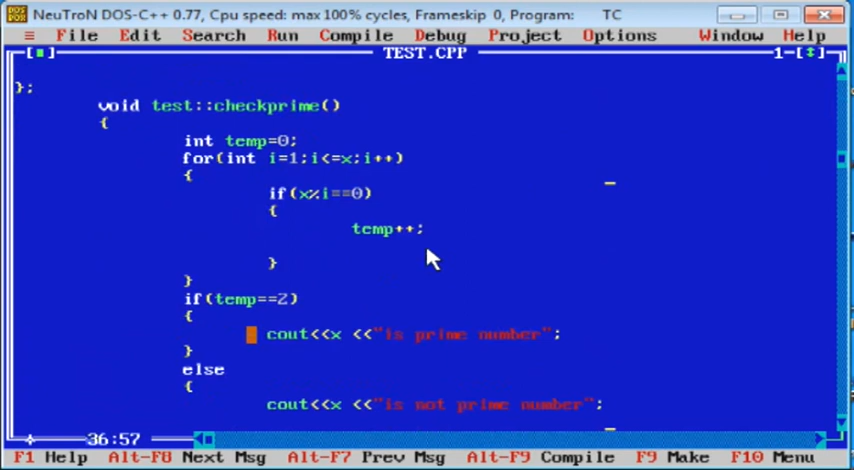 NeuTroN DOS-C++ 0.77, Cpu speed: max 100% cycles, Frameskip 0, Program: TC
≡ File Edit Search Run Compile Debug Project Options Window Help
[■] TEST.CPP 1-[↕]
};
void test::checkprime()
{
int temp=0;
for(int i=1;i<=x;i++)
{
if(x%i==0)
{
temp++;
}
}
if(temp==2)
{
cout<<x <<"is prime number";
}
else
{
cout<<x <<"is not prime number";
36:57
F1 Help Alt-F8 Next Msg Alt-F7 Prev Msg Alt-F9 Compile F9 Make F10 Menu